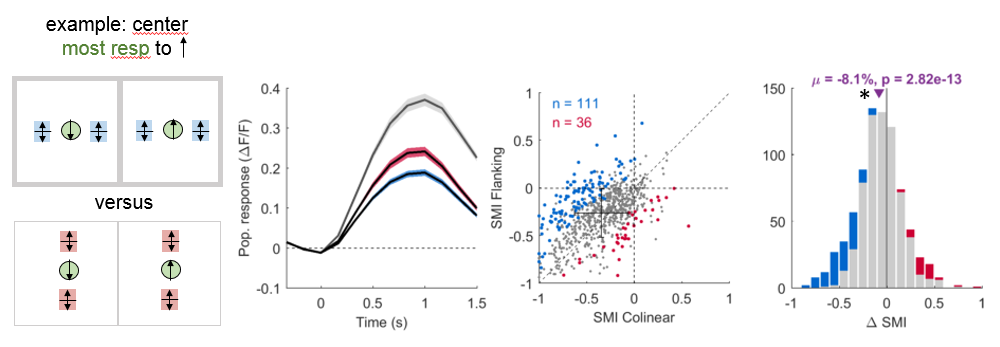 example: center
most resp to
versus
Pop. response (ΔF/F)
0.4
0.3
0.2
0.1
0
-0.1
0
0.5
1
1.5
Time (s)
SMI Flanking
n = 111
n = 36
1
0.5
0
-0.5
-1
-1
-0.5
0
0.5
1
SMI Colinear
μ = -8.1%, p = 2.82e-13
*
150
100
50
0
-1
-0.5
0
0.5
1
Δ SMI